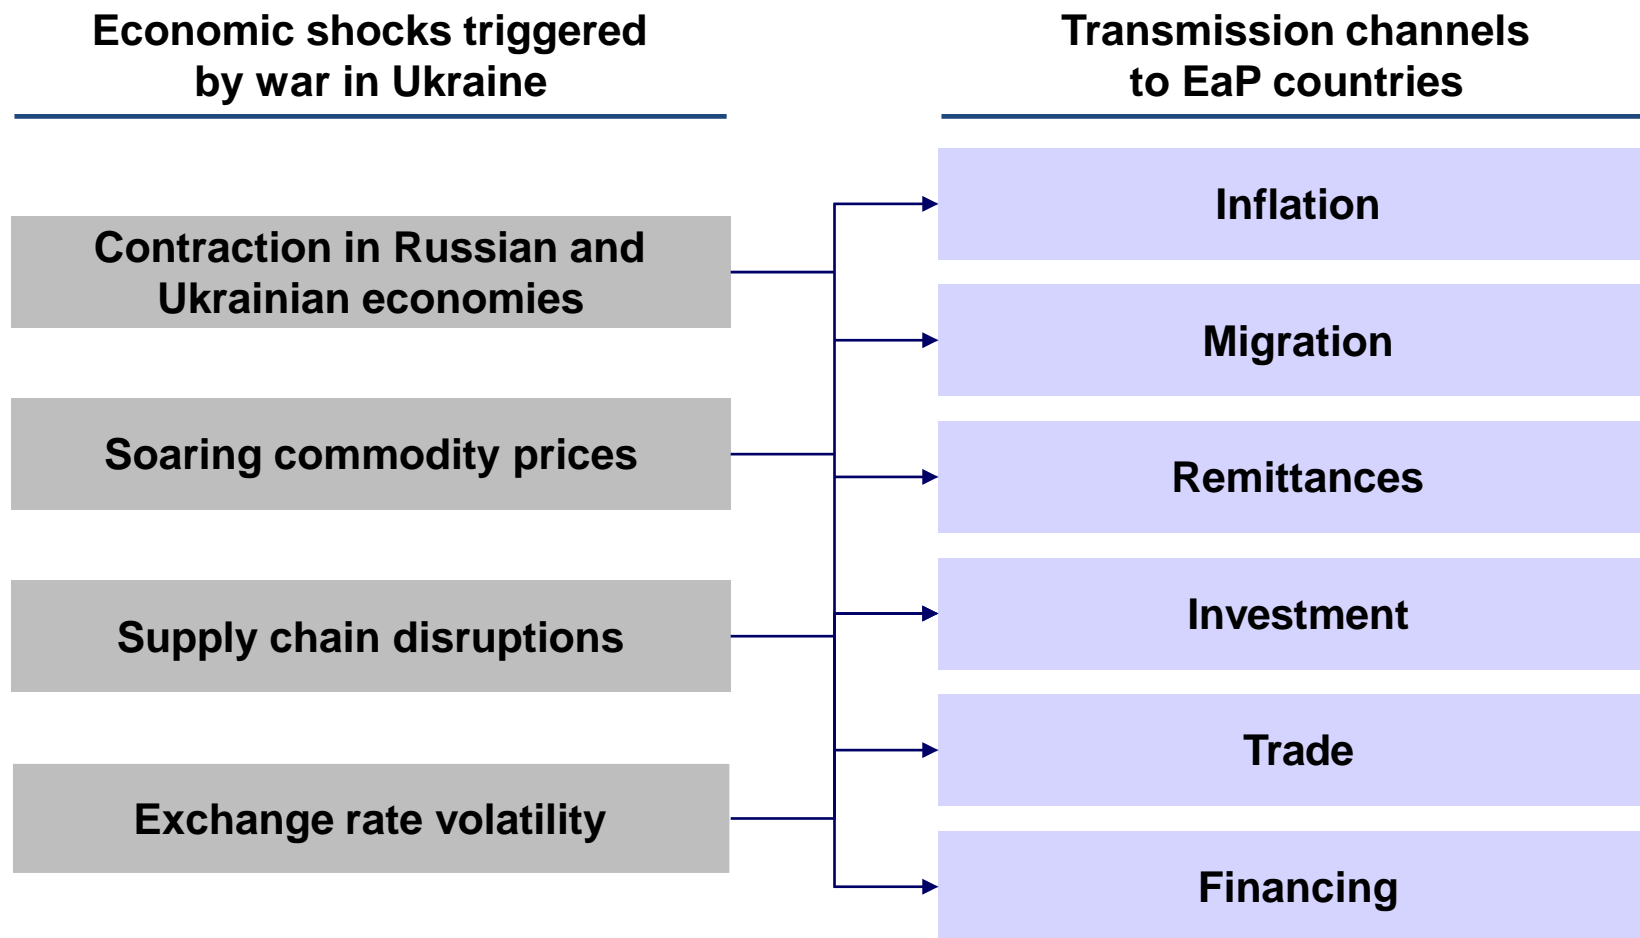 Economic shocks triggered
by war in Ukraine
Contraction in Russian and
Ukrainian economies
Soaring commodity prices
Supply chain disruptions
Exchange rate volatility
Transmission channels
to EaP countries
Inflation
Migration
Remittances
Investment
Trade
Financing